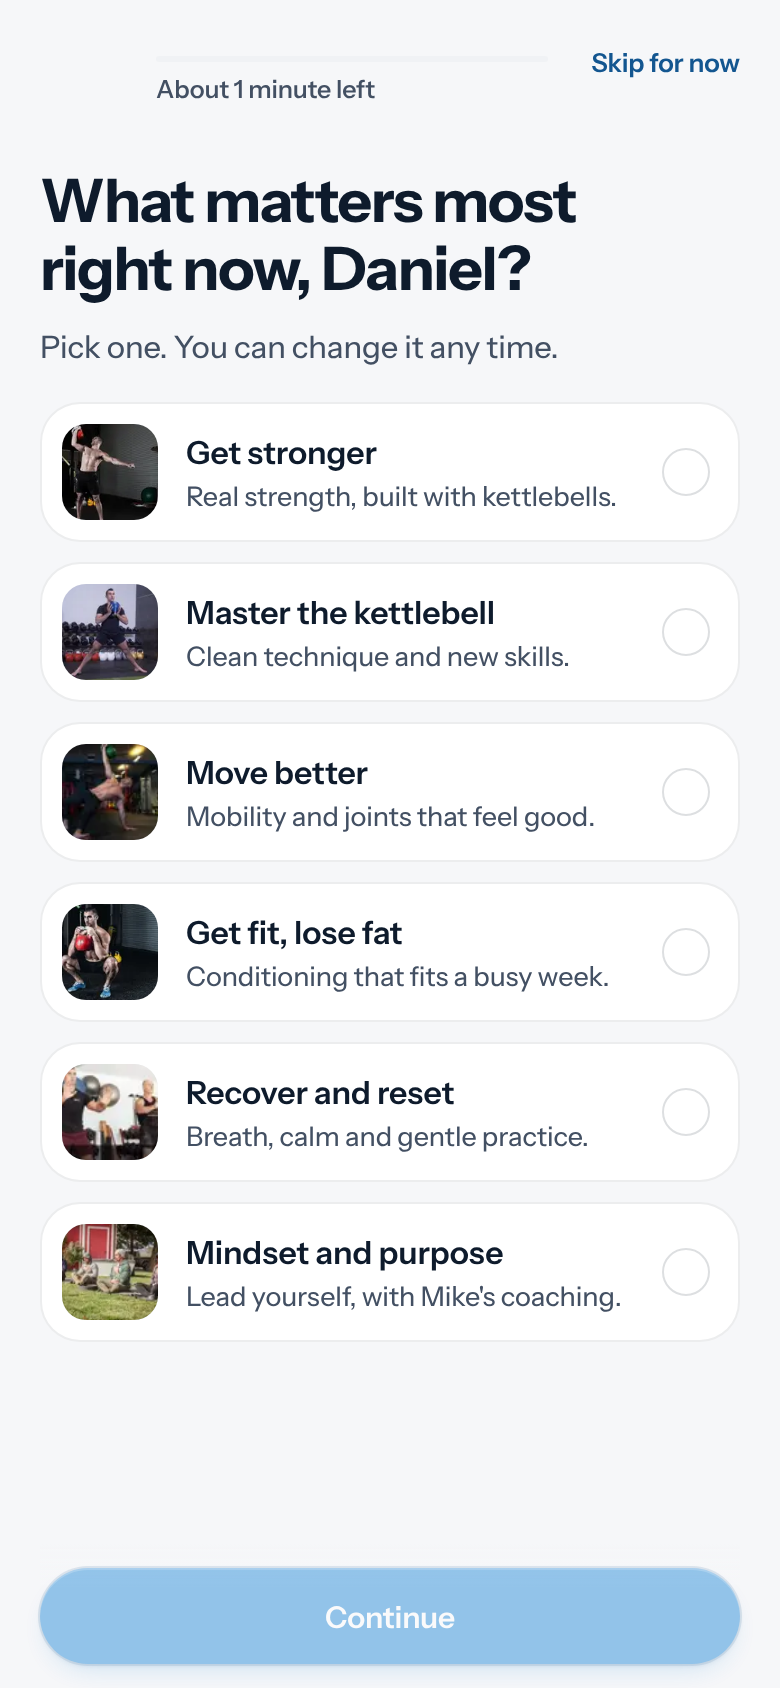 Skip for now
About 1 minute left
What matters most
right now, Daniel?
Pick one. You can change it any time.
Get stronger
Real strength, built with kettlebells.
Master the kettlebell
Clean technique and new skills.
Move better
Mobility and joints that feel good.
Get fit, lose fat
Conditioning that fits a busy week.
Recover and reset
Breath, calm and gentle practice.
Mindset and purpose
Lead yourself, with Mike's coaching.
Continue